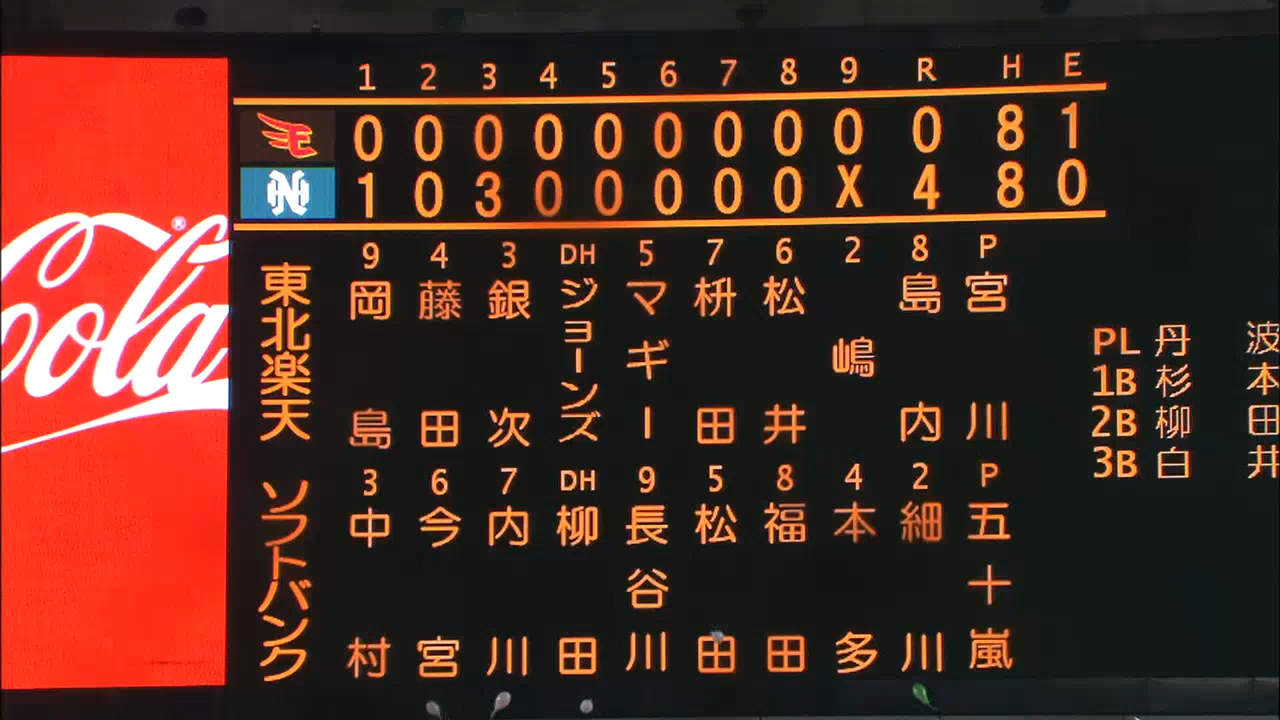 Cola®
1 2 3 4 5 6 7 8 9 R H E
E 0 0 0 0 0 0 0 0 0 0 8 1
NH 1 0 3 0 0 0 0 0 X 4 8 0
9 4 3 DH 5 7 6 2 8 P
東北楽天 岡島 藤田 銀次 ジョーンズ マギー 枡田 松井 嶋 島内 宮川
3 6 7 DH 9 5 8 4 2 P
ソフトバンク 中村 今宮 内川 柳田 長谷川 松田 福田 本多 細川 五十嵐
PL 丹波
1B 杉本
2B 柳田
3B 白井